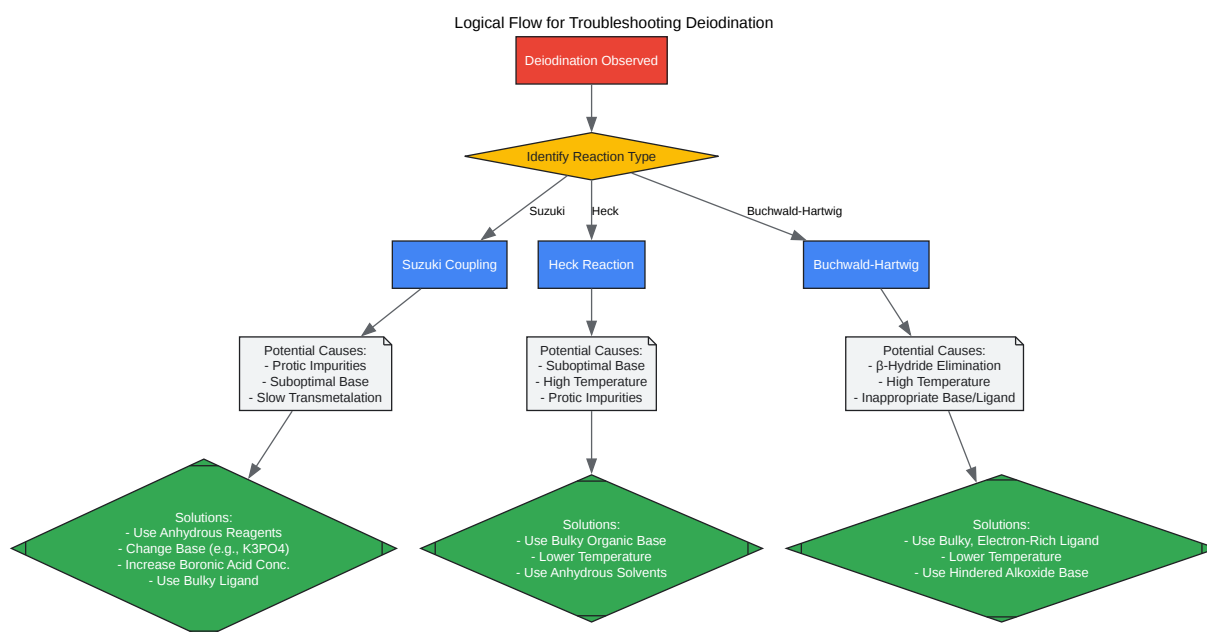 Logical Flow for Troubleshooting Deiodination
Deiodination Observed
Identify Reaction Type
Suzuki
Heck
Buchwald-Hartwig
Suzuki Coupling
Heck Reaction
Buchwald-Hartwig
Potential Causes:
- Protic Impurities
- Suboptimal Base
- Slow Transmetalation
Potential Causes:
- Suboptimal Base
- High Temperature
- Protic Impurities
Potential Causes:
- β-Hydride Elimination
- High Temperature
- Inappropriate Base/Ligand
Solutions:
- Use Anhydrous Reagents
- Change Base (e.g., K3PO4)
- Increase Boronic Acid Conc.
- Use Bulky Ligand
Solutions:
- Use Bulky Organic Base
- Lower Temperature
- Use Anhydrous Solvents
Solutions:
- Use Bulky, Electron-Rich Ligand
- Lower Temperature
- Use Hindered Alkoxide Base